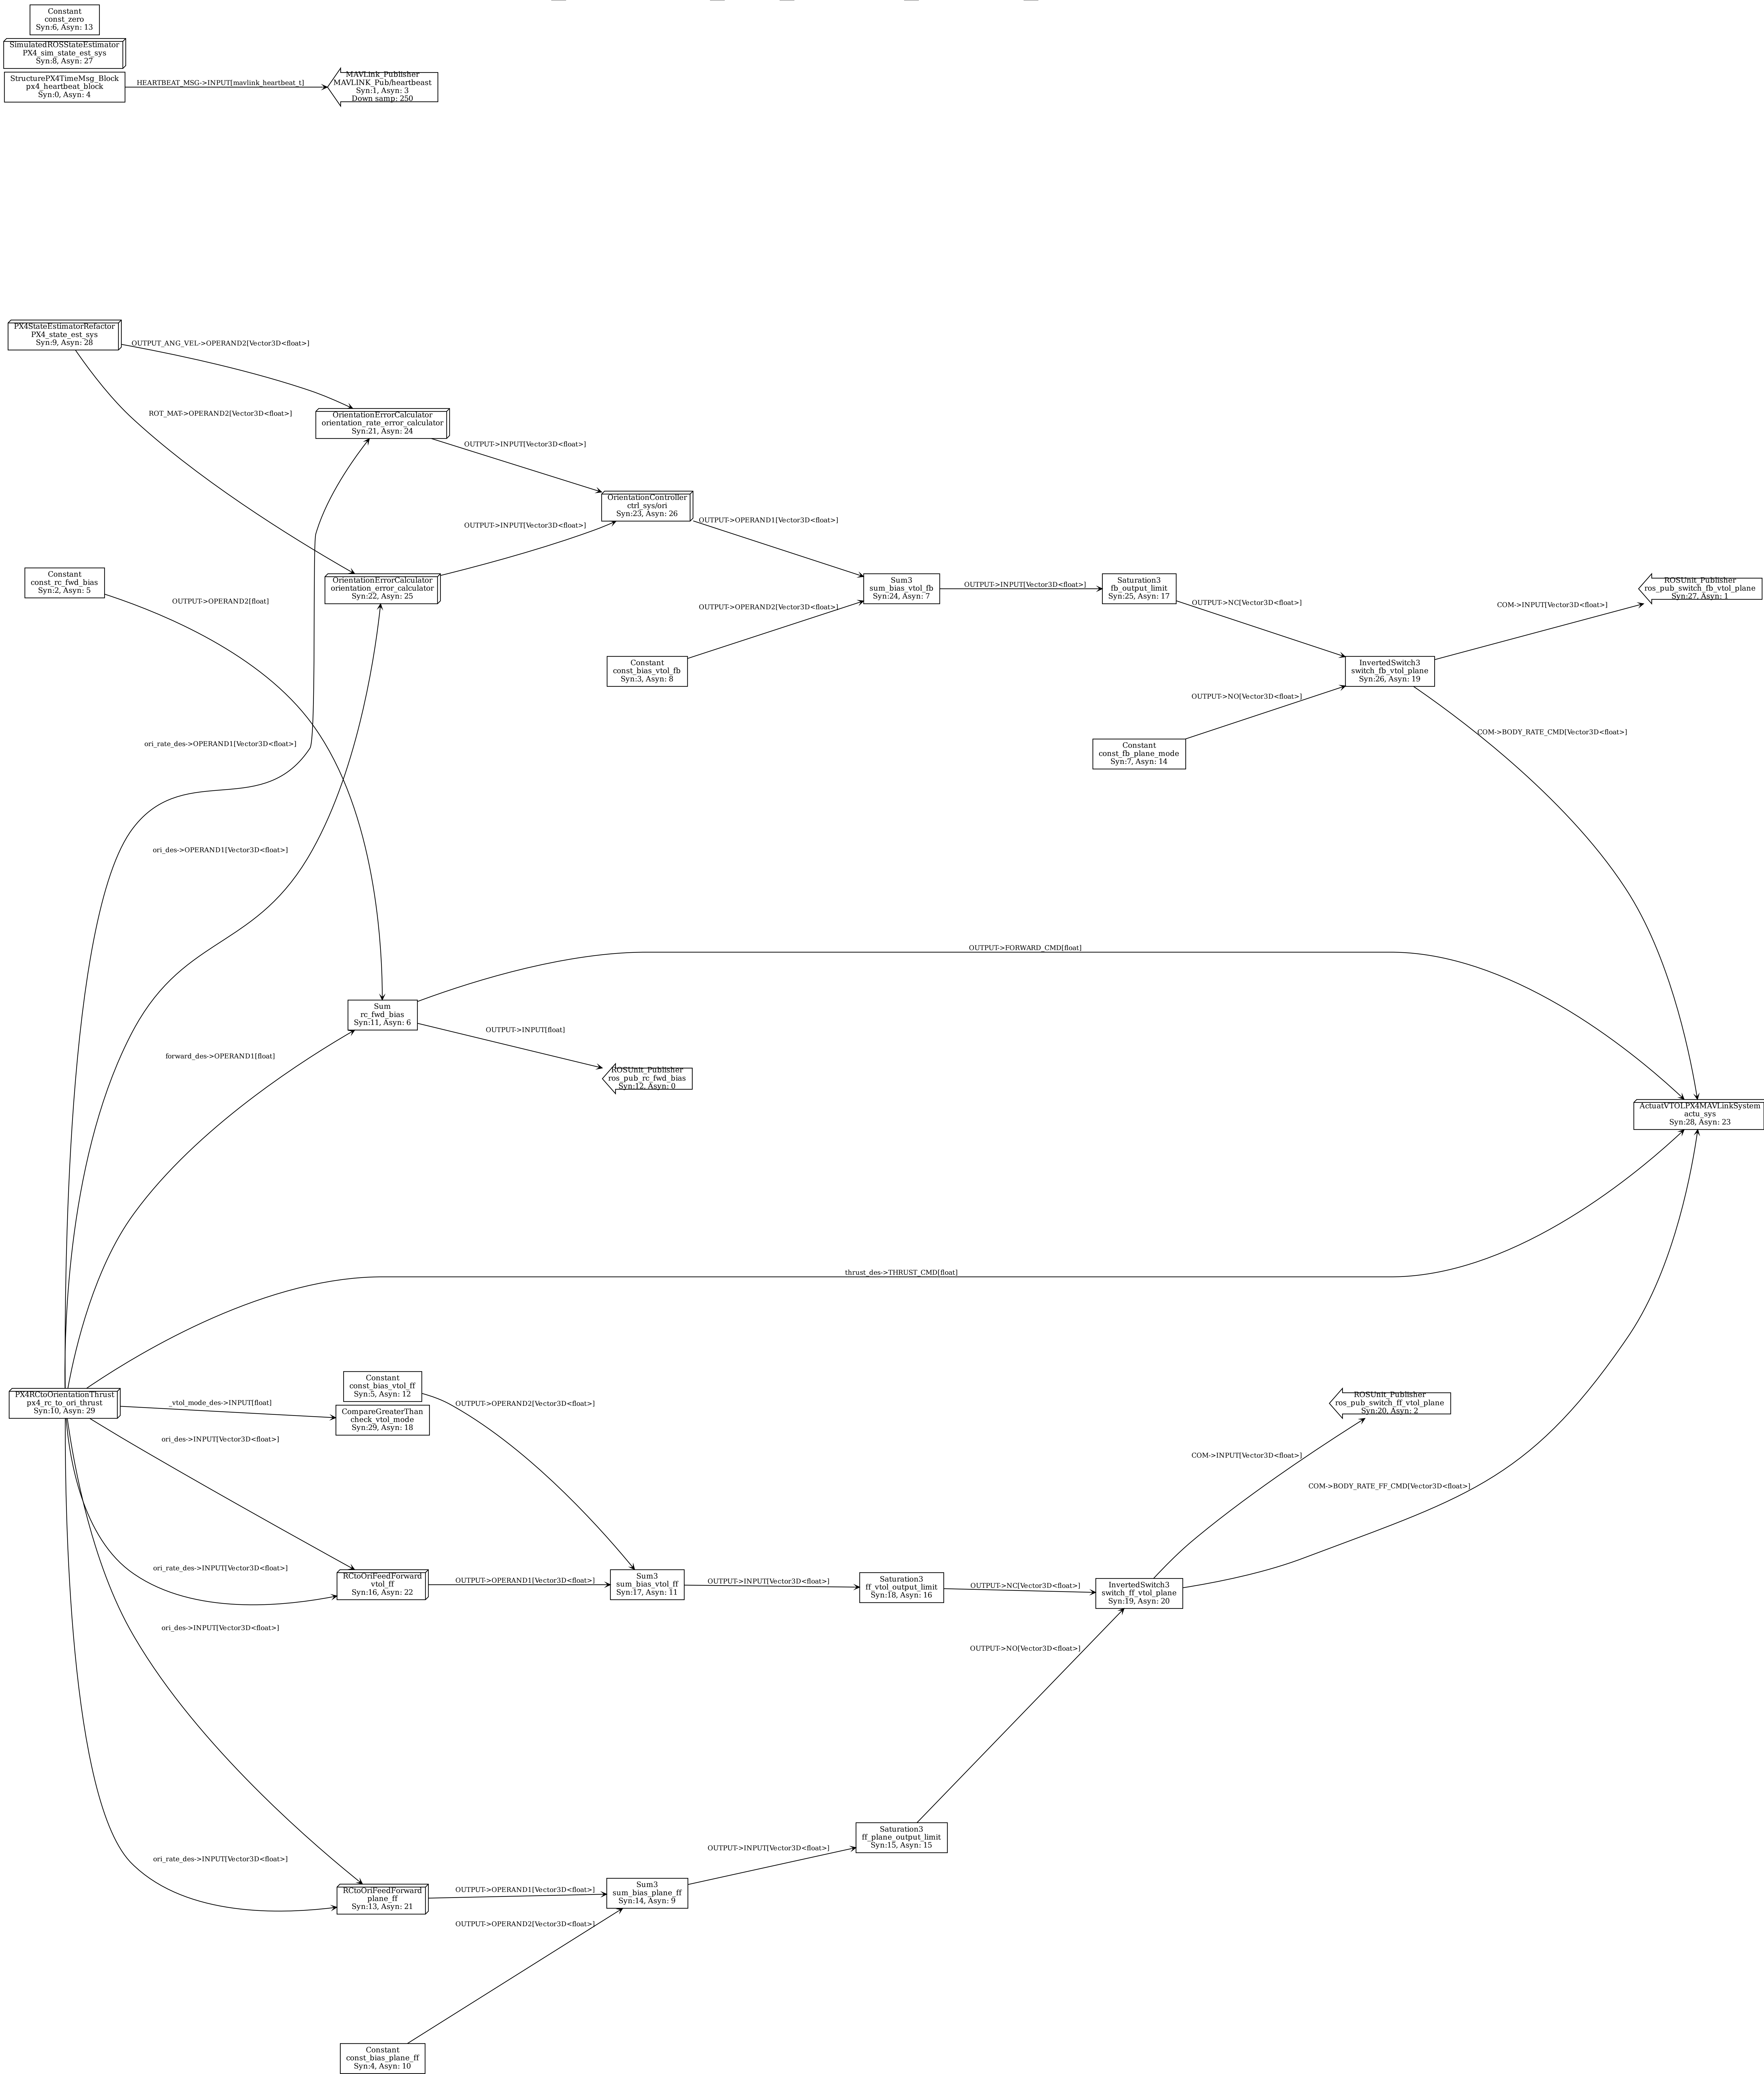 Constant
const_zero
Syn:6, Asyn: 13
SimulatedROSStateEstimator
PX4_sim_state_est_sys
Syn:8, Asyn: 27
StructurePX4TimeMsg_Block
px4_heartbeat_block
Syn:0, Asyn: 4
HEARTBEAT_MSG->INPUT[mavlink_heartbeat_t]
MAVLink_Publisher
MAVLINK_Pub/heartbeast
Syn:1, Asyn: 3
Down samp: 250
PX4StateEstimatorRefactor
PX4_state_est_sys
Syn:9, Asyn: 28
OUTPUT_ANG_VEL->OPERAND2[Vector3D<float>]
ROT_MAT->OPERAND2[Vector3D<float>]
OrientationErrorCalculator
orientation_rate_error_calculator
Syn:21, Asyn: 24
OUTPUT->INPUT[Vector3D<float>]
OrientationController
ctrl_sys/ori
Syn:23, Asyn: 26
OUTPUT->INPUT[Vector3D<float>]
OUTPUT->OPERAND1[Vector3D<float>]
Constant
const_rc_fwd_bias
Syn:2, Asyn: 5
OUTPUT->OPERAND2[float]
OrientationErrorCalculator
orientation_error_calculator
Syn:22, Asyn: 25
OUTPUT->OPERAND2[Vector3D<float>]
Sum3
sum_bias_vtol_fb
Syn:24, Asyn: 7
OUTPUT->INPUT[Vector3D<float>]
Saturation3
fb_output_limit
Syn:25, Asyn: 17
OUTPUT->NC[Vector3D<float>]
COM->INPUT[Vector3D<float>]
ROSUnit_Publisher
ros_pub_switch_fb_vtol_plane
Syn:27, Asyn: 1
Constant
const_bias_vtol_fb
Syn:3, Asyn: 8
InvertedSwitch3
switch_fb_vtol_plane
Syn:26, Asyn: 19
OUTPUT->NO[Vector3D<float>]
Constant
const_fb_plane_mode
Syn:7, Asyn: 14
COM->BODY_RATE_CMD[Vector3D<float>]
ori_rate_des->OPERAND1[Vector3D<float>]
ori_des->OPERAND1[Vector3D<float>]
OUTPUT->FORWARD_CMD[float]
Sum
rc_fwd_bias
Syn:11, Asyn: 6
OUTPUT->INPUT[float]
forward_des->OPERAND1[float]
ROSUnit_Publisher
ros_pub_rc_fwd_bias
Syn:12, Asyn: 0
ActuatVTOLPX4MAVLinkSystem
actu_sys
Syn:28, Asyn: 23
thrust_des->THRUST_CMD[float]
PX4RCtoOrientationThrust
px4_rc_to_ori_thrust
Syn:10, Asyn: 29
_vtol_mode_des->INPUT[float]
Constant
const_bias_vtol_ff
Syn:5, Asyn: 12
CompareGreaterThan
check_vtol_mode
Syn:29, Asyn: 18
OUTPUT->OPERAND2[Vector3D<float>]
ROSUnit_Publisher
ros_pub_switch_ff_vtol_plane
Syn:20, Asyn: 2
ori_des->INPUT[Vector3D<float>]
COM->INPUT[Vector3D<float>]
COM->BODY_RATE_FF_CMD[Vector3D<float>]
ori_rate_des->INPUT[Vector3D<float>]
RCtoOriFeedForward
vtol_ff
Syn:16, Asyn: 22
OUTPUT->OPERAND1[Vector3D<float>]
Sum3
sum_bias_vtol_ff
Syn:17, Asyn: 11
OUTPUT->INPUT[Vector3D<float>]
Saturation3
ff_vtol_output_limit
Syn:18, Asyn: 16
OUTPUT->NC[Vector3D<float>]
InvertedSwitch3
switch_ff_vtol_plane
Syn:19, Asyn: 20
ori_des->INPUT[Vector3D<float>]
OUTPUT->NO[Vector3D<float>]
Saturation3
ff_plane_output_limit
Syn:15, Asyn: 15
OUTPUT->INPUT[Vector3D<float>]
ori_rate_des->INPUT[Vector3D<float>]
RCtoOriFeedForward
plane_ff
Syn:13, Asyn: 21
OUTPUT->OPERAND1[Vector3D<float>]
Sum3
sum_bias_plane_ff
Syn:14, Asyn: 9
OUTPUT->OPERAND2[Vector3D<float>]
Constant
const_bias_plane_ff
Syn:4, Asyn: 10